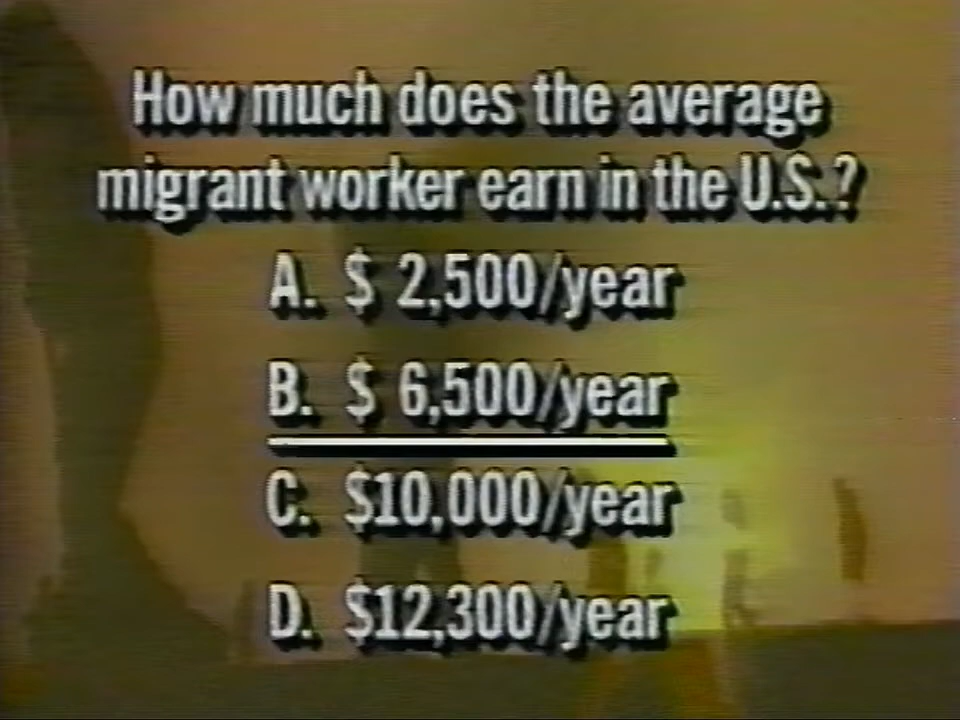 How much does the average
migrant worker earn in the U.S.?
A. $ 2,500/year
B. $ 6,500/year
C. $10,000/year
D. $12,300/year